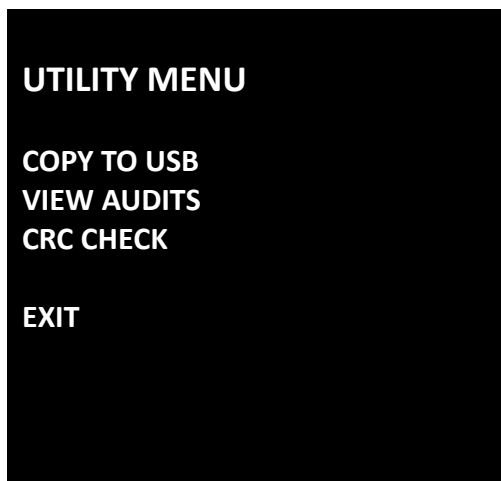 UTILITY MENU
COPY TO USB
VIEW AUDITS
CRC CHECK
EXIT